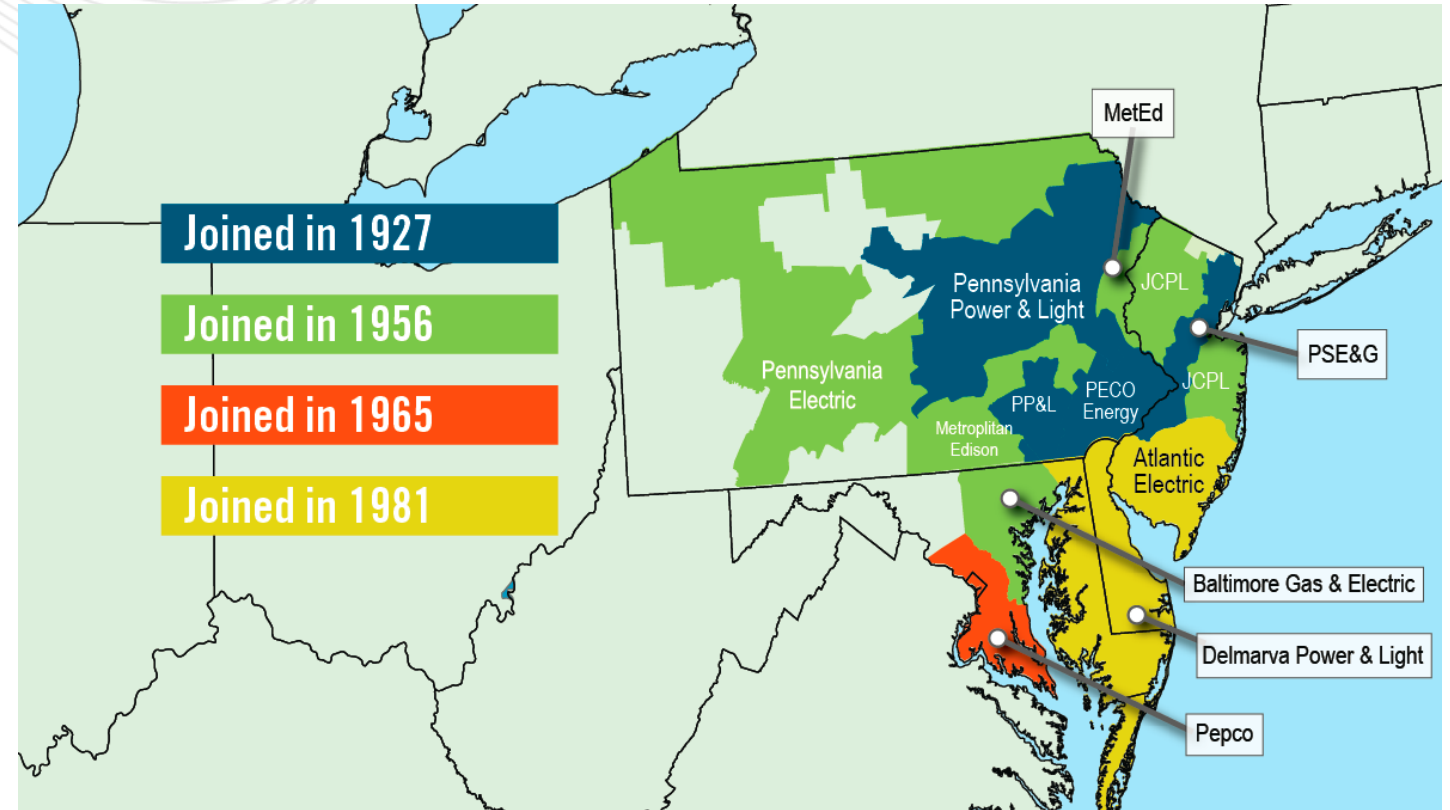 Joined in 1927
Joined in 1956
Joined in 1965
Joined in 1981
MetEd
Pennsylvania
Power & Light
JCPL
PSE&G
Pennsylvania
Electric
PP&L
PECO
Energy
JCPL
Metroplitan
Edison
Atlantic
Electric
Baltimore Gas & Electric
Delmarva Power & Light
Pepco